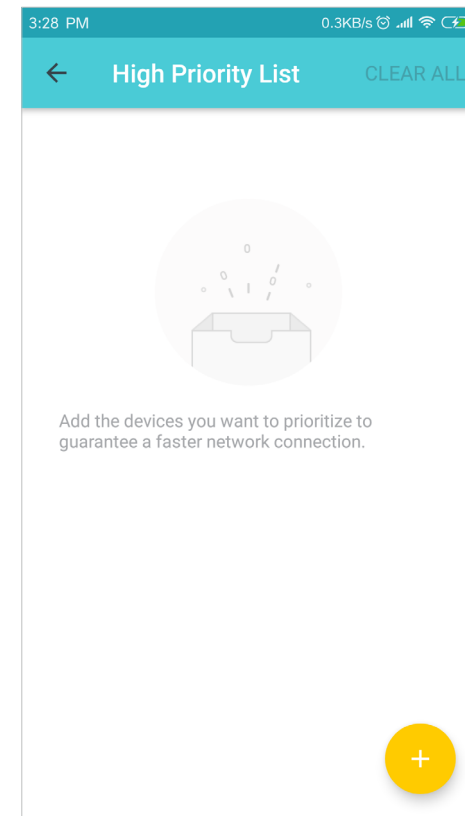 3:28 PM 0.3KB/s
High Priority List CLEAR ALL
Add the devices you want to prioritize to
guarantee a faster network connection.